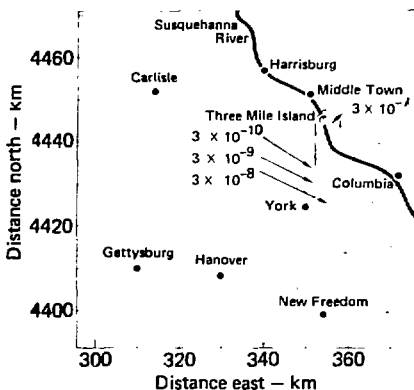 Susquehanna
River
Harrisburg
Carlisle
Middle Town
Three Mile Island
3 × 10⁻¹⁰
3 × 10⁻⁹
3 × 10⁻⁸
Columbia
York
Gettysburg
Hanover
New Freedom
Distance north – km
4460
4440
4420
4400
300
320
340
360
Distance east – km